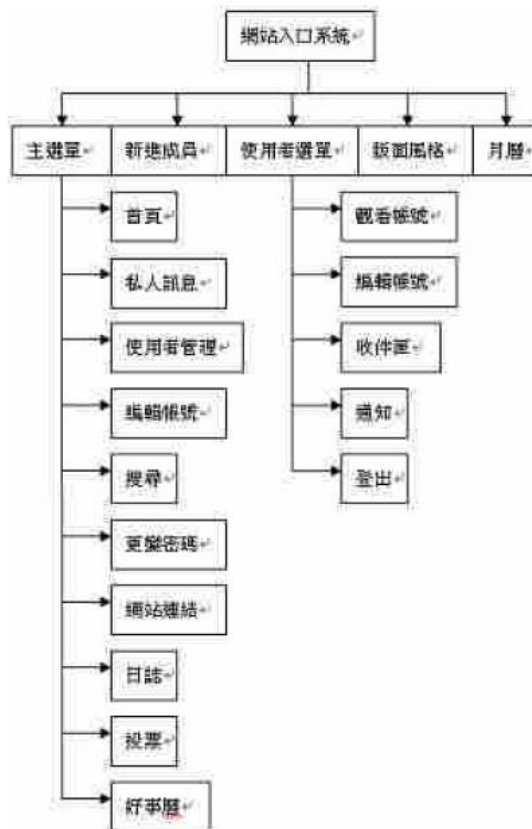 網站入口系統
主選單
新進成員
使用者選單
版面風格
月曆
首頁
私人訊息
使用者管理
編輯帳號
搜尋
更變密碼
網站連結
日誌
投票
好事曆
觀看帳號
編輯帳號
收件匣
通知
登出